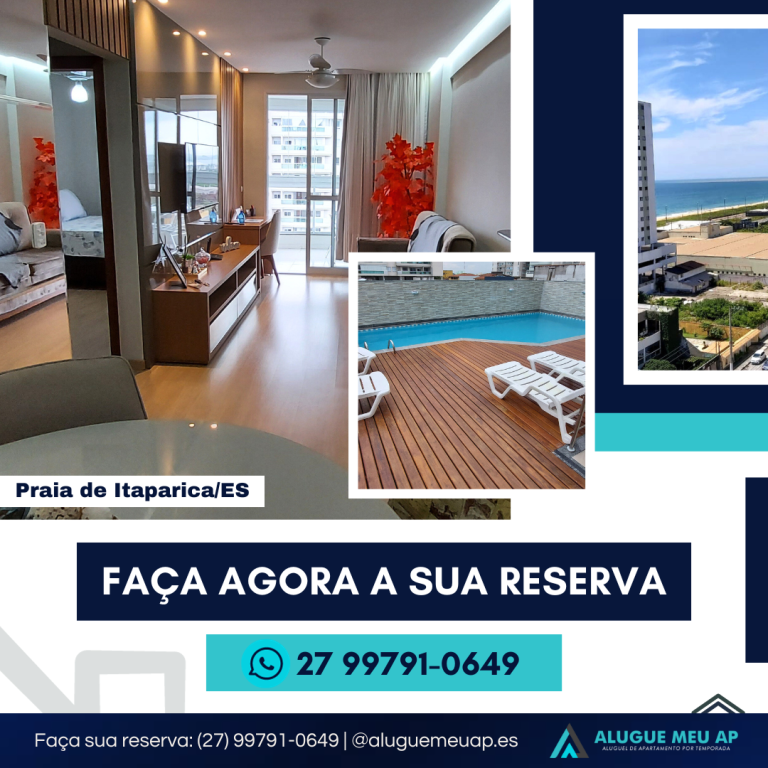 Praia de Itaparica/ES
FAÇA AGORA A SUA RESERVA
27 99791-0649
Faça sua reserva: (27) 99791-0649 | @aluguemeuap.es
ALUGUE MEU AP
ALUGUEL DE APARTAMENTO POR TEMPORADA